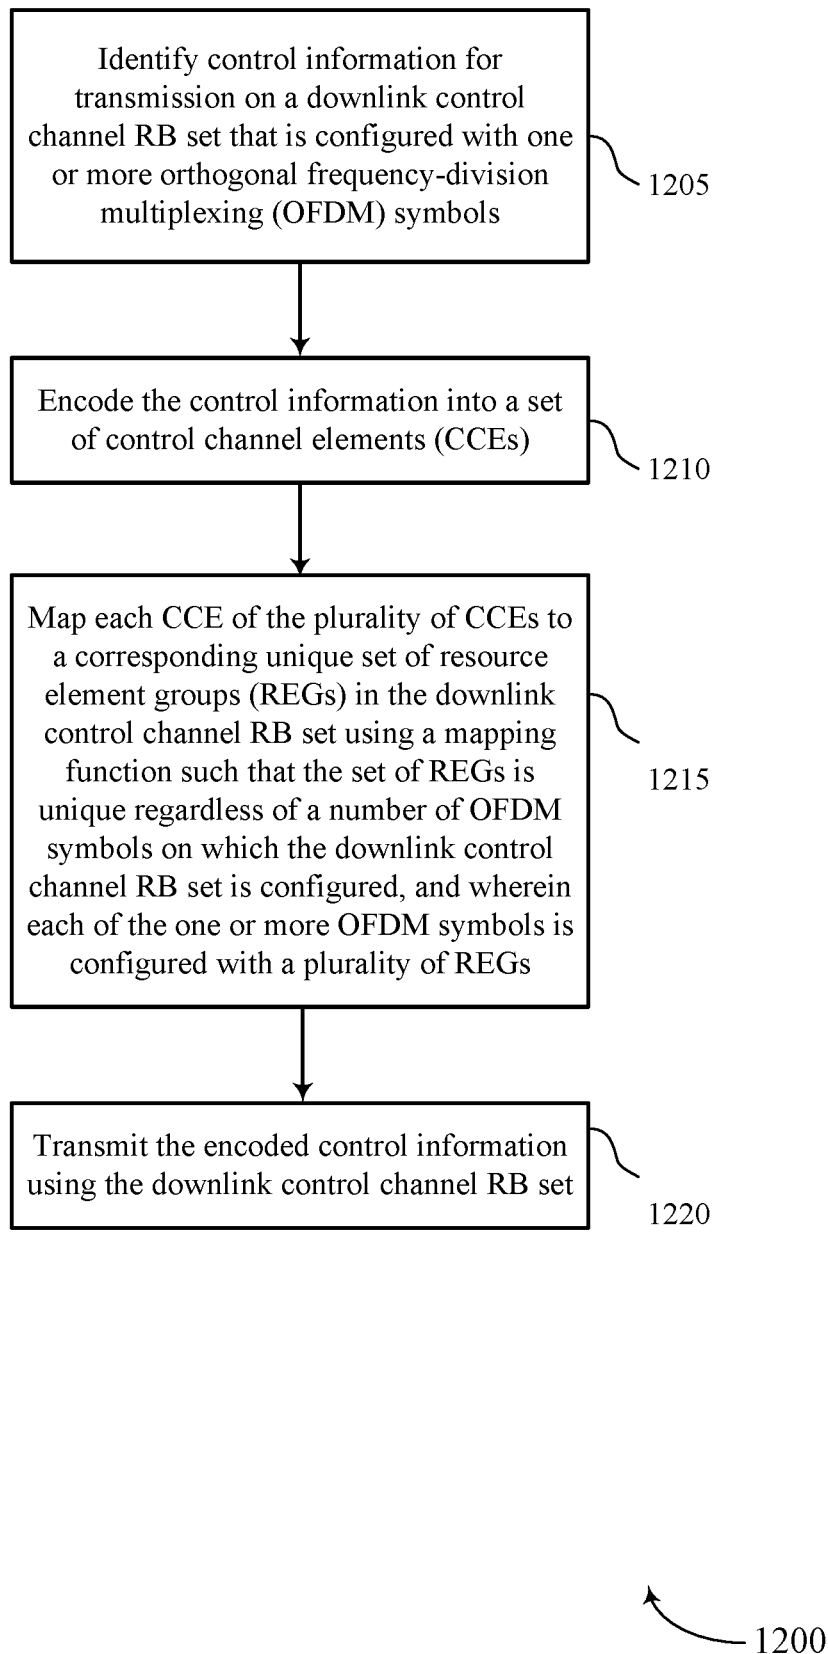 Identify control information for
transmission on a downlink control
channel RB set that is configured with one
or more orthogonal frequency-division
multiplexing (OFDM) symbols
1205
Encode the control information into a set
of control channel elements (CCEs)
1210
Map each CCE of the plurality of CCEs to
a corresponding unique set of resource
element groups (REGs) in the downlink
control channel RB set using a mapping
function such that the set of REGs is
unique regardless of a number of OFDM
symbols on which the downlink control
channel RB set is configured, and wherein
each of the one or more OFDM symbols is
configured with a plurality of REGs
1215
Transmit the encoded control information
using the downlink control channel RB set
1220
1200